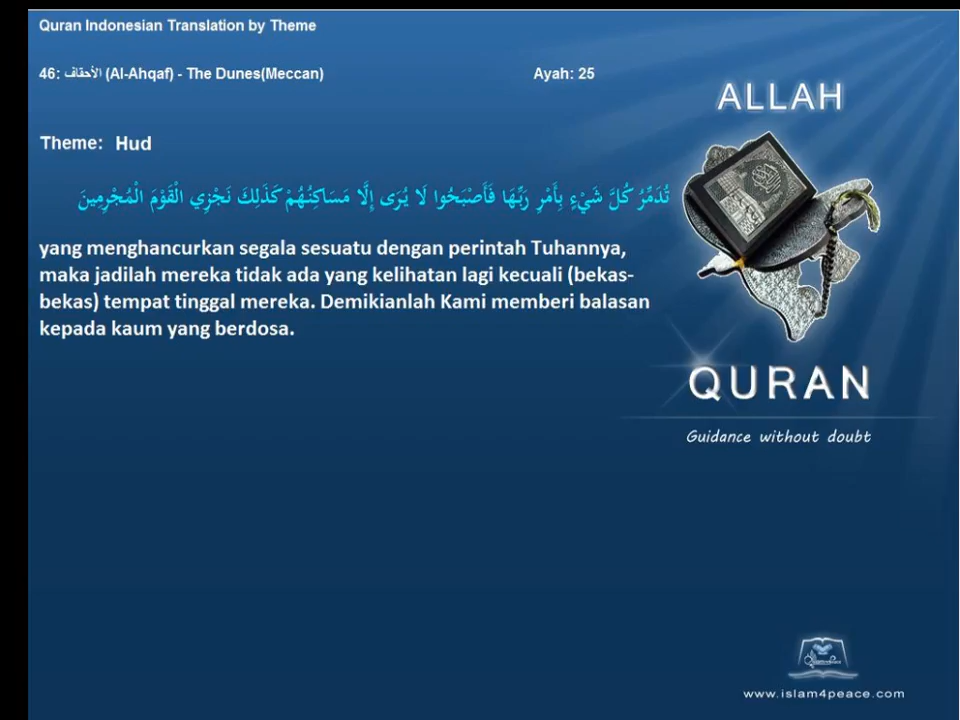 Quran Indonesian Translation by Theme
46: الأحقاف (Al-Ahqaf) - The Dunes(Meccan)
Ayah: 25
ALLAH
Theme: Hud
تُدَمِّرُ كُلَّ شَيْءٍ بِأَمْرِ رَبِّهَا فَأَصْبَحُوا لَا يُرَى إِلَّا مَسَاكِنُهُمْ كَذَلِكَ نَجْزِي الْقَوْمَ الْمُجْرِمِينَ
yang menghancurkan segala sesuatu dengan perintah Tuhannya,
maka jadilah mereka tidak ada yang kelihatan lagi kecuali (bekas-
bekas) tempat tinggal mereka. Demikianlah Kami memberi balasan
kepada kaum yang berdosa.
QURAN
Guidance without doubt
www.islam4peace.com